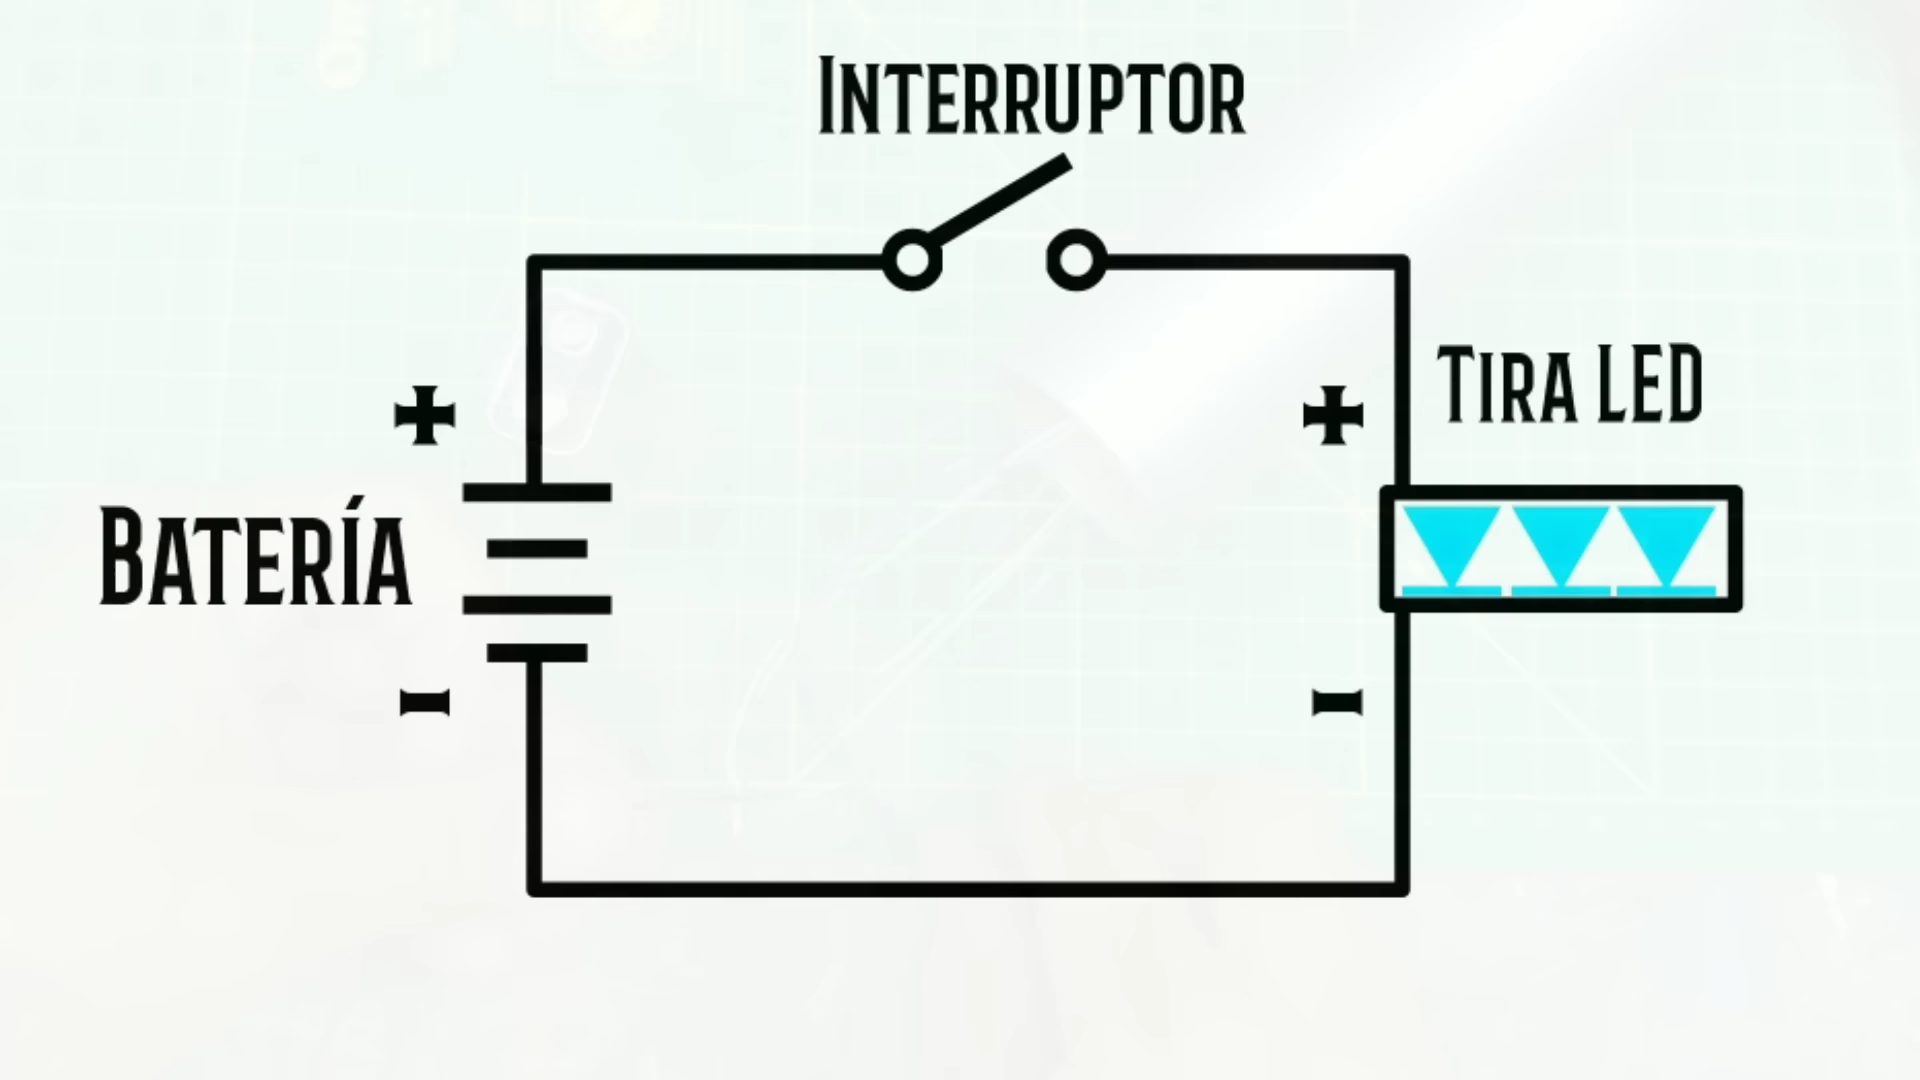 Interruptor
+
+
Tira LED
Batería
-
-